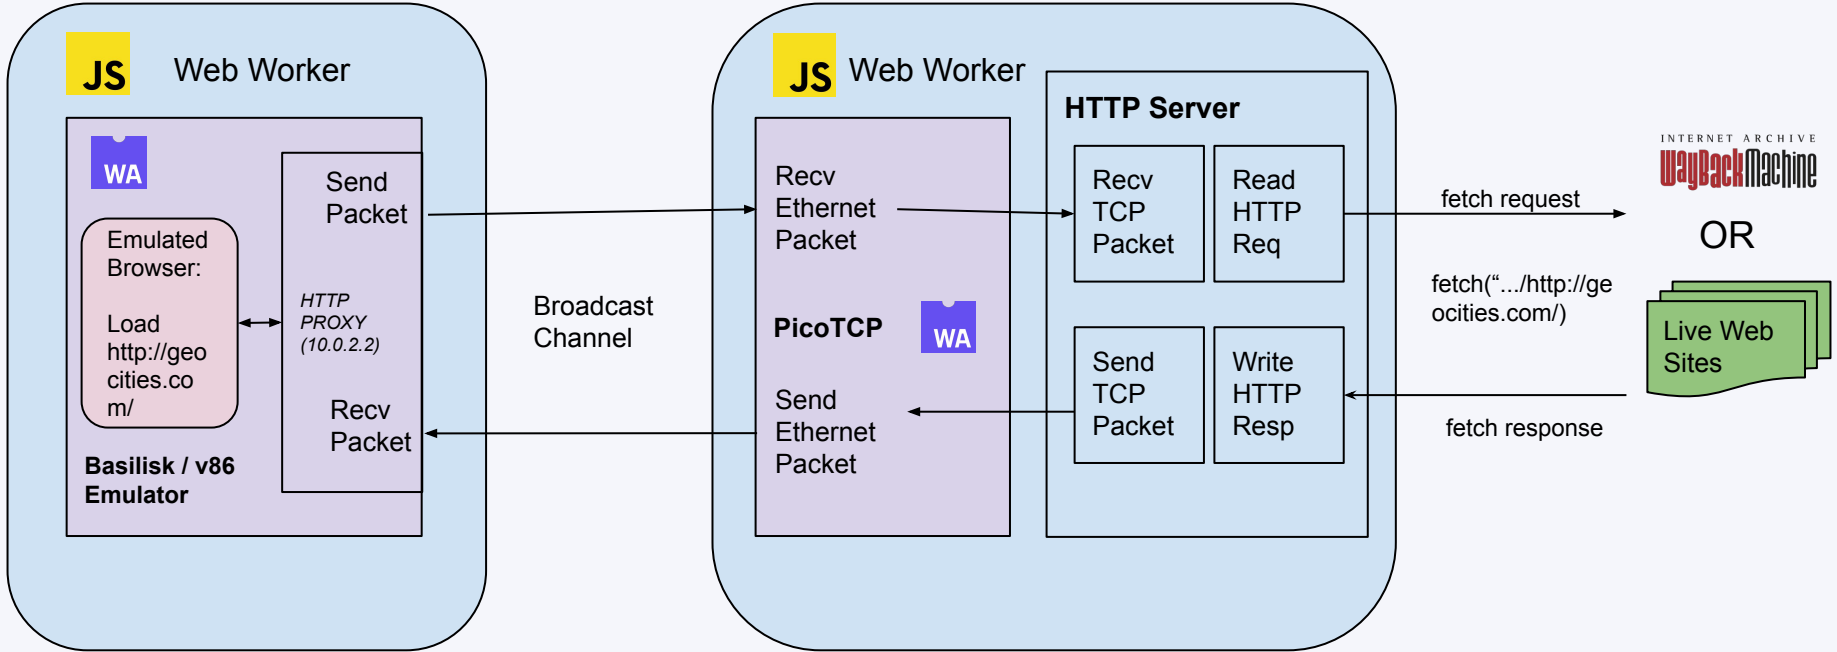 JS
Web Worker
WA
Send
Packet
Emulated
Browser:
Load
http://geo
cities.co
m/
HTTP
PROXY
(10.0.2.2)
Recv
Packet
Basilisk / v86
Emulator
Broadcast
Channel
JS
Web Worker
Recv
Ethernet
Packet
PicoTCP
WA
Send
Ethernet
Packet
HTTP Server
Recv
TCP
Packet
Read
HTTP
Req
Send
TCP
Packet
Write
HTTP
Resp
fetch request
fetch(“.../http://ge
ocities.com/)
fetch response
INTERNET ARCHIVE
WayBackMachine
OR
Live Web
Sites